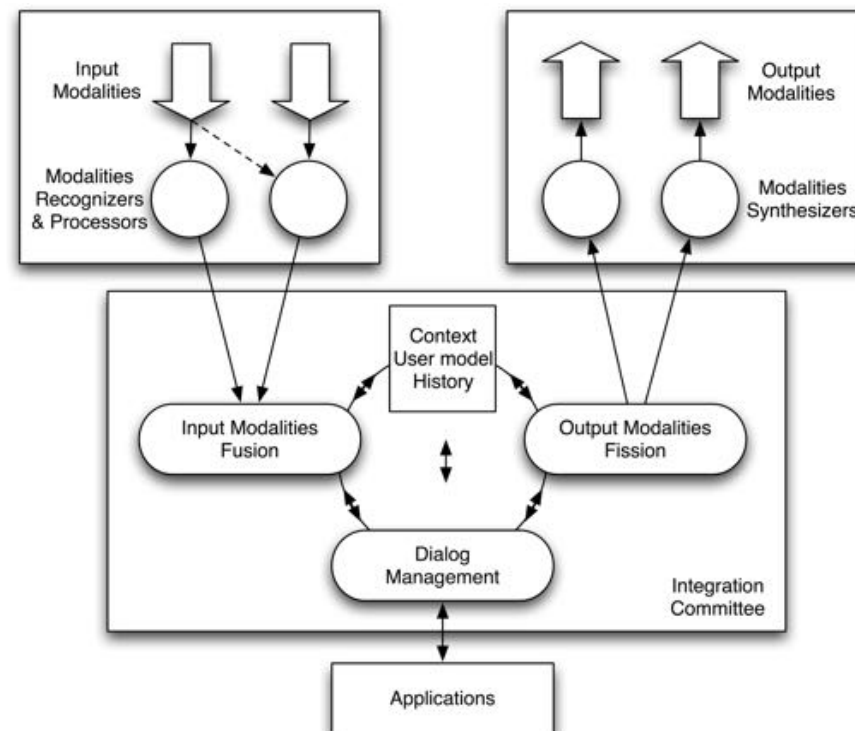 Input
Modalities
Modalities
Recognizers
& Processors
Output
Modalities
Modalities
Synthesizers
Context
User model
History
Input Modalities
Fusion
Output Modalities
Fission
Dialog
Management
Integration
Committee
Applications